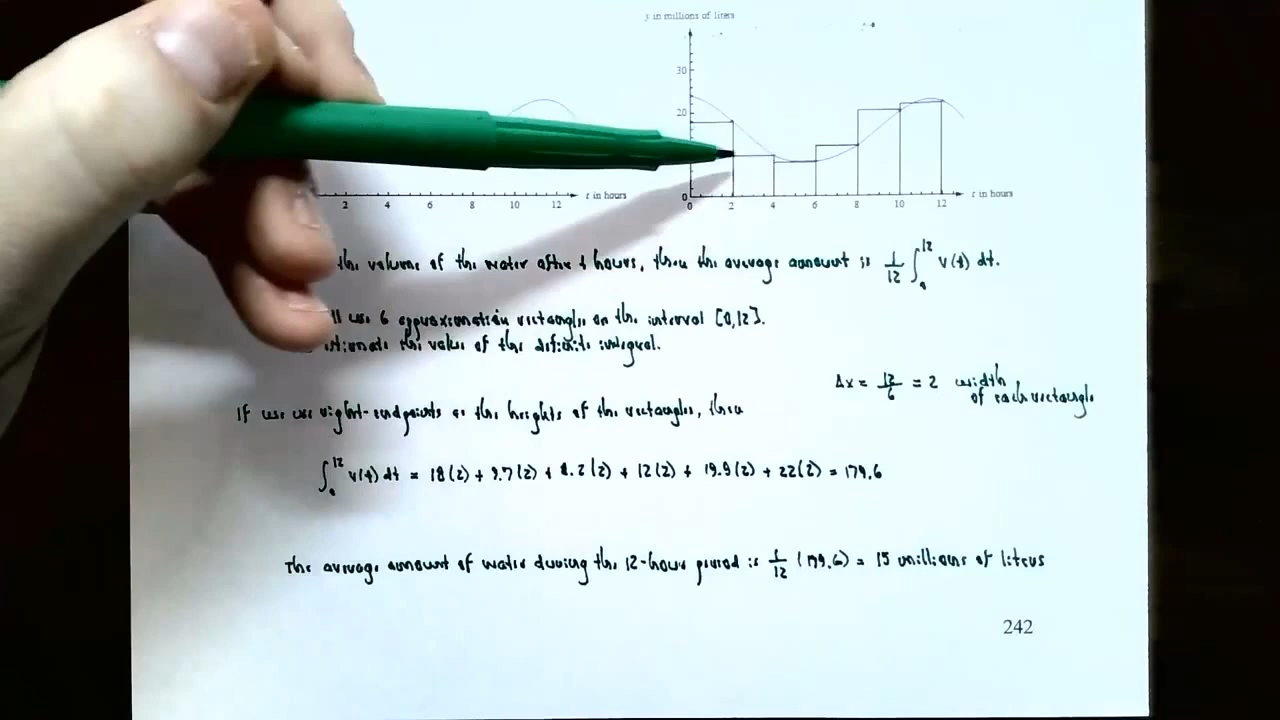 y in millions of liters
30
20
0
0 2 4 6 8 10 12 t in hours
2 4 6 8 10 12 t in hours
the volume of the water after t hours, then the average amount is 1/12 ∫₀¹² V(t) dt.
ll use 6 approximation rectangles on the interval [0,12].
stimate the value of the definite integral.
Δx = 12/6 = 2 width of each rectangle
If we use right-endpoints as the heights of the rectangles, then
∫₀¹² V(t) dt = 18(2) + 9.7(2) + 8.2(2) + 12(2) + 19.9(2) + 22(2) = 179.6
The average amount of water during the 12-hour period is 1/12 (179.6) = 15 millions of liters
242